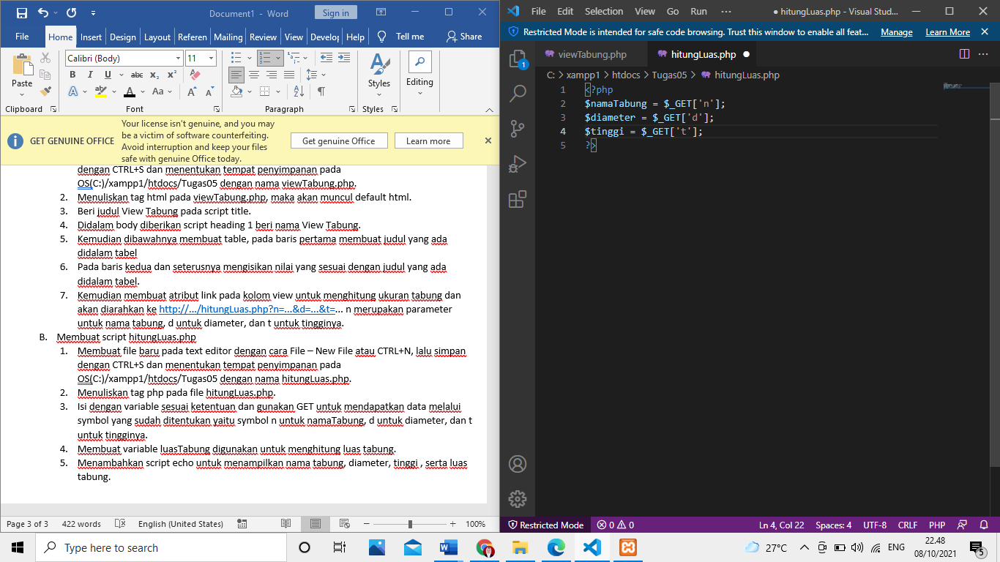 Document1 - Word
Sign in
File
Home
Insert
Design
Layout
Referen
Mailing
Review
View
Develop
Help
Tell me
Share
Paste
Clipboard
Calibri (Body)
11
B I U abc x₂ x²
A A Aa A A
Font
Paragraph
Styles
Styles
Editing
GET GENUINE OFFICE
Your license isn't genuine, and you may
be a victim of software counterfeiting.
Avoid interruption and keep your files
safe with genuine Office today.
Get genuine Office
Learn more
dengan CTRL+S dan menentukan tempat penyimpanan pada
OS(C:)/xampp1/htdocs/Tugas05 dengan nama viewTabung.php.
2. Menuliskan tag html pada viewTabung.php, maka akan muncul default html.
3. Beri judul View Tabung pada script title.
4. Didalam body diberikan script heading 1 beri nama View Tabung.
5. Kemudian dibawahnya membuat table, pada baris pertama membuat judul yang ada
didalam tabel
6. Pada baris kedua dan seterusnya mengisikan nilai yang sesuai dengan judul yang ada
didalam tabel.
7. Kemudian membuat atribut link pada kolom view untuk menghitung ukuran tabung dan
akan diarahkan ke http://.../hitungLuas.php?n=...&d=...&t=... n merupakan parameter
untuk nama tabung, d untuk diameter, dan t untuk tingginya.
B. Membuat script hitungLuas.php
1. Membuat file baru pada text editor dengan cara File – New File atau CTRL+N, lalu simpan
dengan CTRL+S dan menentukan tempat penyimpanan pada
OS(C:)/xampp1/htdocs/Tugas05 dengan nama hitungLuas.php.
2. Menuliskan tag php pada file hitungLuas.php.
3. Isi dengan variable sesuai ketentuan dan gunakan GET untuk mendapatkan data melalui
symbol yang sudah ditentukan yaitu symbol n untuk namaTabung, d untuk diameter, dan t
untuk tingginya.
4. Membuat variable luasTabung digunakan untuk menghitung luas tabung.
5. Menambahkan script echo untuk menampilkan nama tabung, diameter, tinggi , serta luas
tabung.
Page 3 of 3
422 words
English (United States)
100%
File Edit Selection View Go Run ···
● hitungLuas.php - Visual Stud...
Restricted Mode is intended for safe code browsing. Trust this window to enable all feat...
Manage
Learn More
viewTabung.php
hitungLuas.php
C: > xampp1 > htdocs > Tugas05 > hitungLuas.php
1 <?php
2 $namaTabung = $_GET['n'];
3 $diameter = $_GET['d'];
4 $tinggi = $_GET['t'];
5 ?>
1
Restricted Mode
0 0
Ln 4, Col 22
Spaces: 4
UTF-8
CRLF
PHP
Type here to search
27°C
ENG
22.48
08/10/2021
5